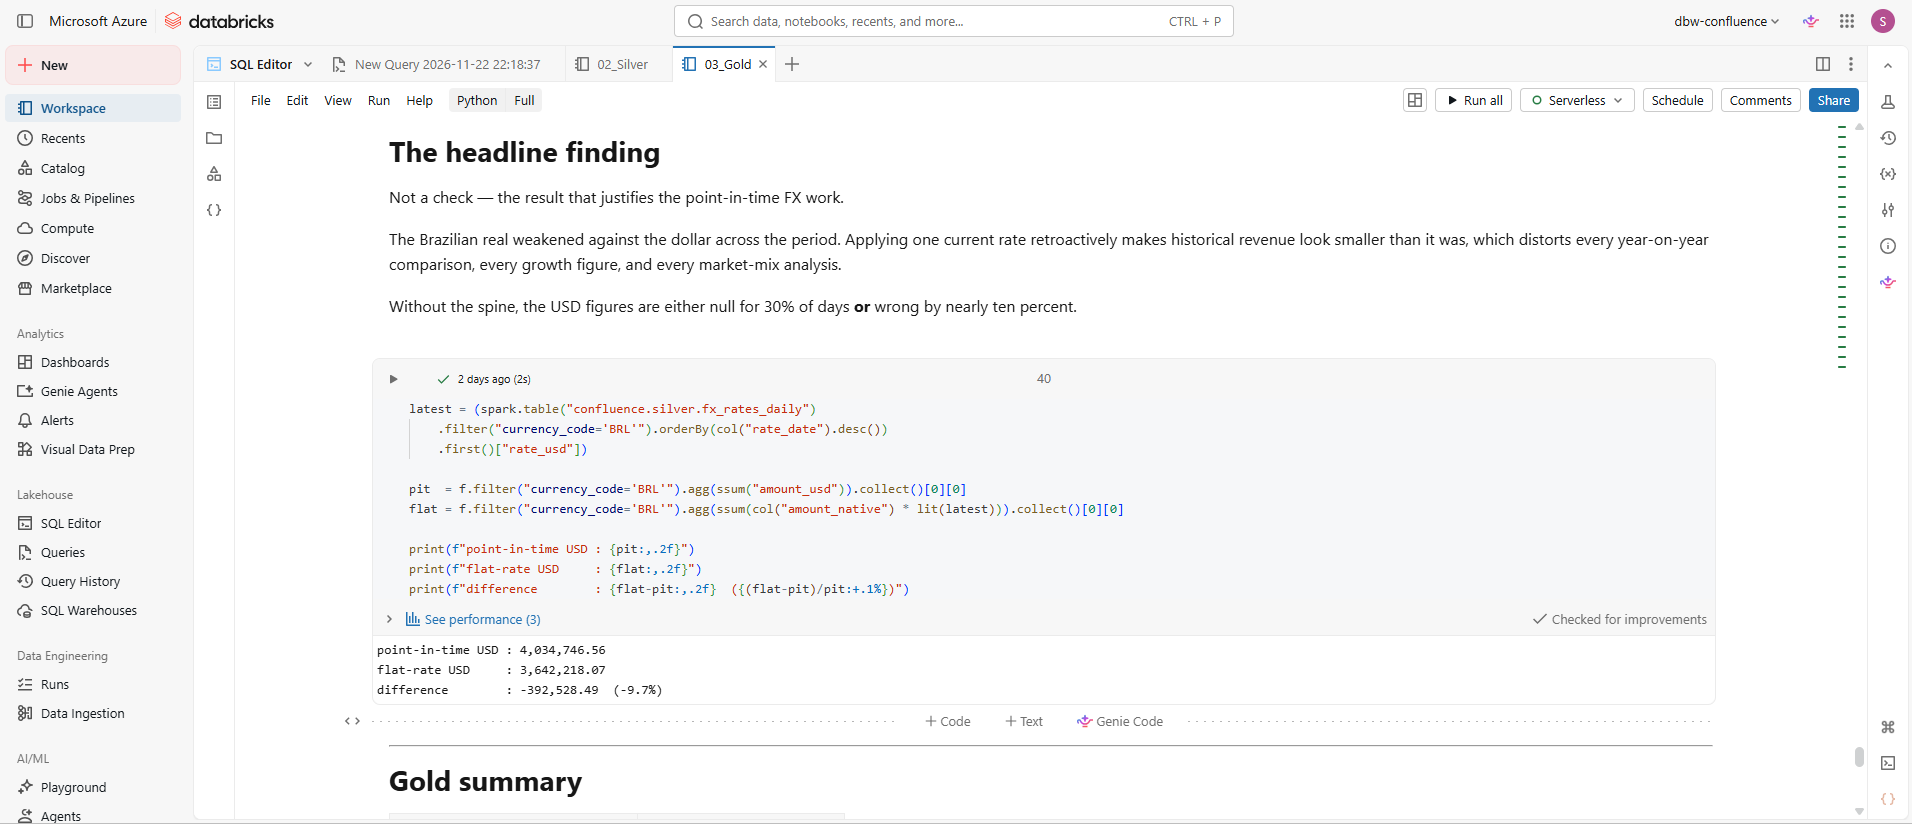 Microsoft Azure
databricks
Search data, notebooks, recents, and more...
CTRL + P
dbw-confluence
S
New
Workspace
Recents
Catalog
Jobs & Pipelines
Compute
Discover
Marketplace
Analytics
Dashboards
Genie Agents
Alerts
Visual Data Prep
Lakehouse
SQL Editor
Queries
Query History
SQL Warehouses
Data Engineering
Runs
Data Ingestion
AI/ML
Playground
Agents
SQL Editor
New Query 2026-11-22 22:18:37
02_Silver
03_Gold
File Edit View Run Help Python Full
Run all
Serverless
Schedule
Comments
Share
The headline finding
Not a check — the result that justifies the point-in-time FX work.
The Brazilian real weakened against the dollar across the period. Applying one current rate retroactively makes historical revenue look smaller than it was, which distorts every year-on-year
comparison, every growth figure, and every market-mix analysis.
Without the spine, the USD figures are either null for 30% of days or wrong by nearly ten percent.
2 days ago (2s)
40
latest = (spark.table("confluence.silver.fx_rates_daily")
    .filter("currency_code='BRL'").orderBy(col("rate_date").desc())
    .first()["rate_usd"])
pit  = f.filter("currency_code='BRL'").agg(ssum("amount_usd")).collect()[0][0]
flat = f.filter("currency_code='BRL'").agg(ssum(col("amount_native") * lit(latest))).collect()[0][0]
print(f"point-in-time USD : {pit:,.2f}")
print(f"flat-rate USD     : {flat:,.2f}")
print(f"difference        : {flat-pit:,.2f}  ({(flat-pit)/pit:+.1%})")
See performance (3)
Checked for improvements
point-in-time USD : 4,034,746.56
flat-rate USD     : 3,642,218.07
difference        : -392,528.49  (-9.7%)
+ Code
+ Text
Genie Code
Gold summary